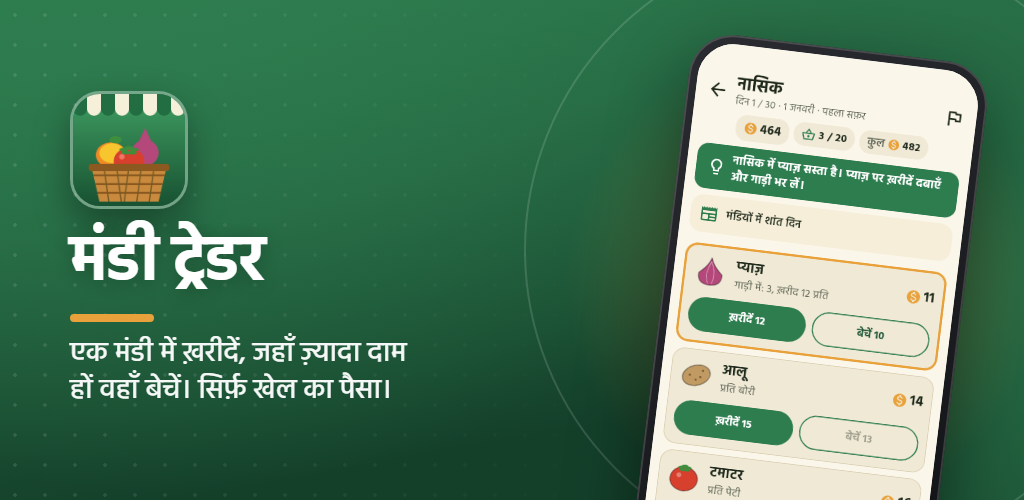 मंडी ट्रेडर
एक मंडी में ख़रीदें, जहाँ ज़्यादा दाम
हों वहाँ बेचें। सिर्फ़ खेल का पैसा।
नासिक
दिन 1 / 30 · 1 जनवरी · पहला सफ़र
464
3 / 20
कुल 482
नासिक में प्याज़ सस्ता है। प्याज़ पर ख़रीदें दबाएँ
और गाड़ी भर लें।
मंडियों में शांत दिन
प्याज़
गाड़ी में: 3, ख़रीद 12 प्रति
11
ख़रीदें 12
बेचें 10
आलू
प्रति बोरी
14
ख़रीदें 15
बेचें 13
टमाटर
प्रति पेटी